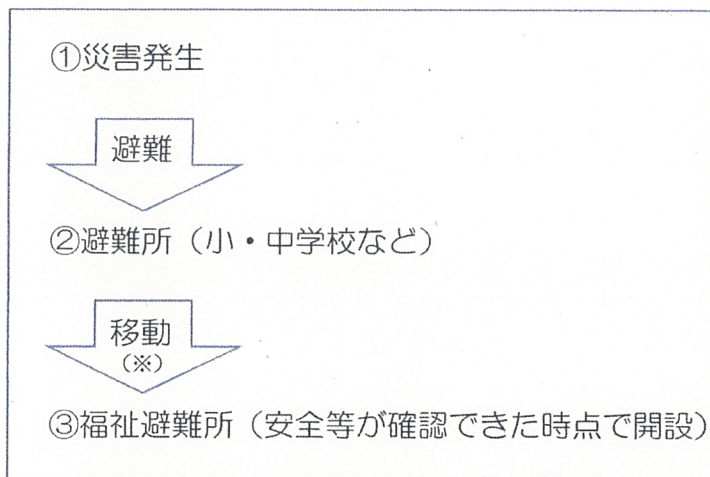 ①災害発生
避難
②避難所（小・中学校など）
移動
（※）
③福祉避難所（安全等が確認できた時点で開設）